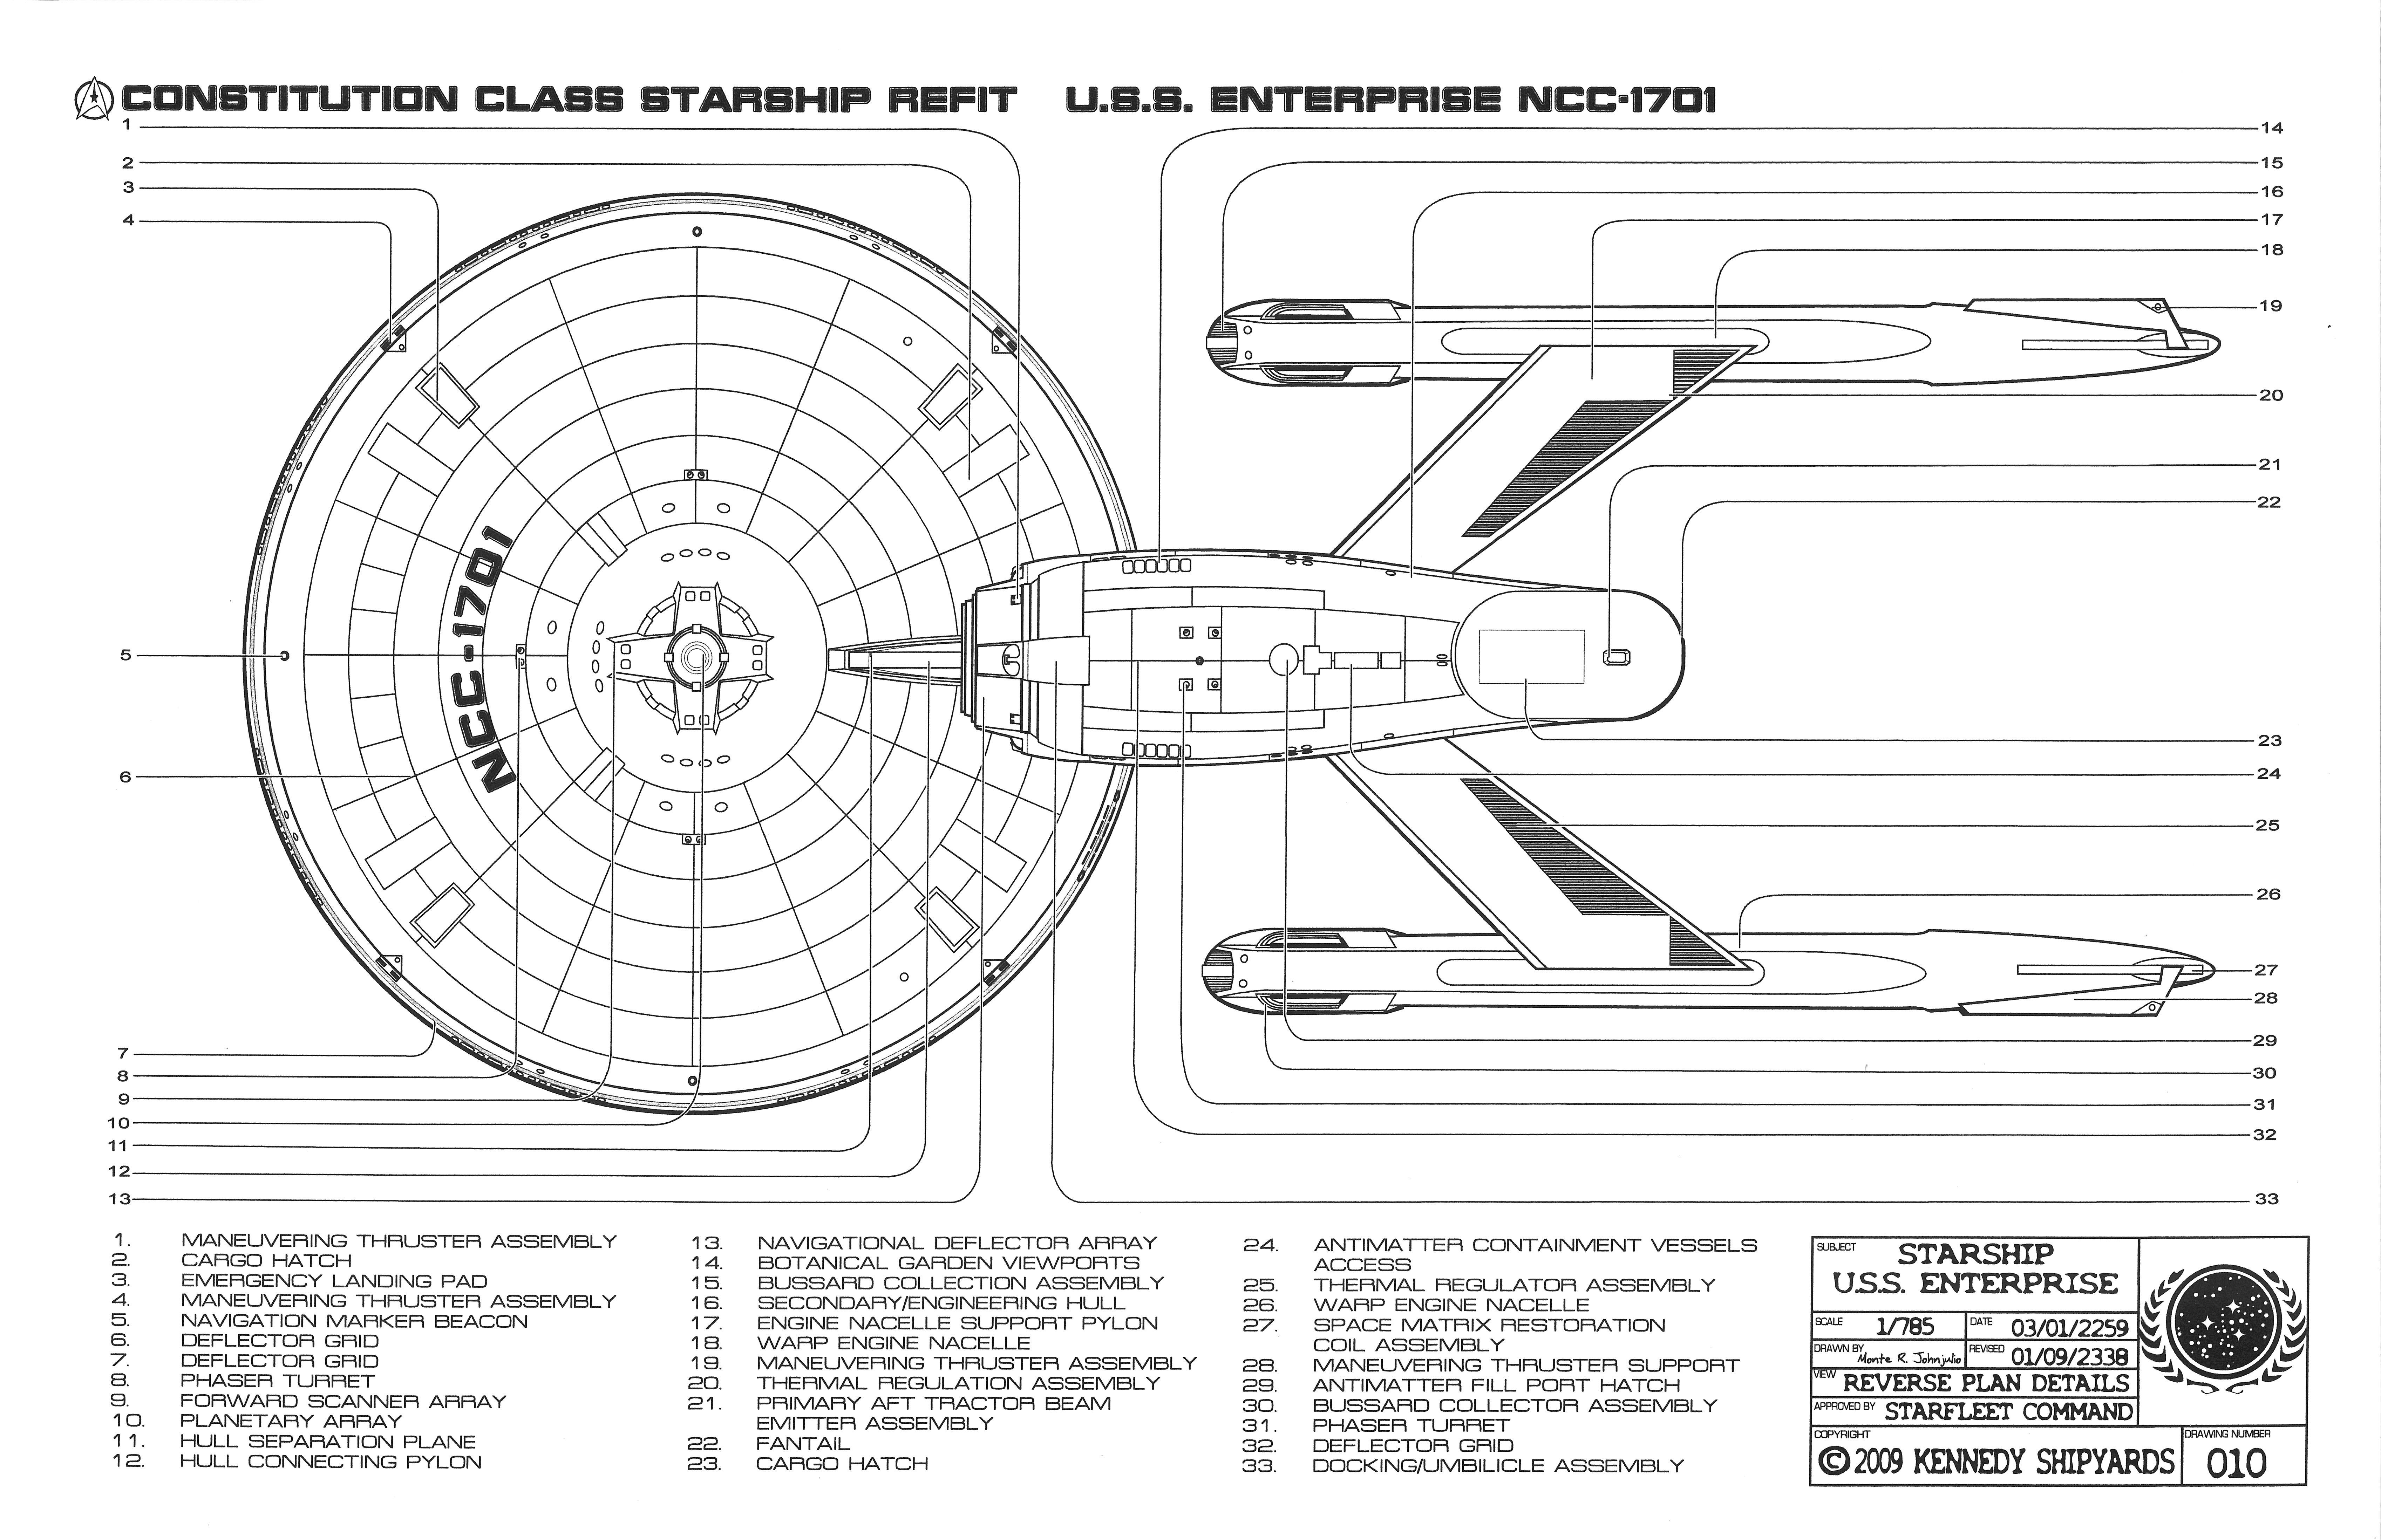 CONSTITUTION CLASS STARSHIP REFIT U.S.S. ENTERPRISE NCC-1701
1
2
3
4
5
6
7
8
9
10
11
12
13
14
15
16
17
18
19
20
21
22
23
24
25
26
27
28
29
30
31
32
33
NCC-1701
1. MANEUVERING THRUSTER ASSEMBLY
2. CARGO HATCH
3. EMERGENCY LANDING PAD
4. MANEUVERING THRUSTER ASSEMBLY
5. NAVIGATION MARKER BEACON
6. DEFLECTOR GRID
7. DEFLECTOR GRID
8. PHASER TURRET
9. FORWARD SCANNER ARRAY
10. PLANETARY ARRAY
11. HULL SEPARATION PLANE
12. HULL CONNECTING PYLON
13. NAVIGATIONAL DEFLECTOR ARRAY
14. BOTANICAL GARDEN VIEWPORTS
15. BUSSARD COLLECTION ASSEMBLY
16. SECONDARY/ENGINEERING HULL
17. ENGINE NACELLE SUPPORT PYLON
18. WARP ENGINE NACELLE
19. MANEUVERING THRUSTER ASSEMBLY
20. THERMAL REGULATION ASSEMBLY
21. PRIMARY AFT TRACTOR BEAM
EMITTER ASSEMBLY
22. FANTAIL
23. CARGO HATCH
24. ANTIMATTER CONTAINMENT VESSELS
ACCESS
25. THERMAL REGULATOR ASSEMBLY
26. WARP ENGINE NACELLE
27. SPACE MATRIX RESTORATION
COIL ASSEMBLY
28. MANEUVERING THRUSTER SUPPORT
29. ANTIMATTER FILL PORT HATCH
30. BUSSARD COLLECTOR ASSEMBLY
31. PHASER TURRET
32. DEFLECTOR GRID
33. DOCKING/UMBILICLE ASSEMBLY
SUBJECT STARSHIP
U.S.S. ENTERPRISE
SCALE 1/785 DATE 03/01/2259
DRAWN BY Monte R. Johnjulio REVISED 01/09/2338
VIEW REVERSE PLAN DETAILS
APPROVED BY STARFLEET COMMAND
COPYRIGHT DRAWING NUMBER
©2009 KENNEDY SHIPYARDS 010